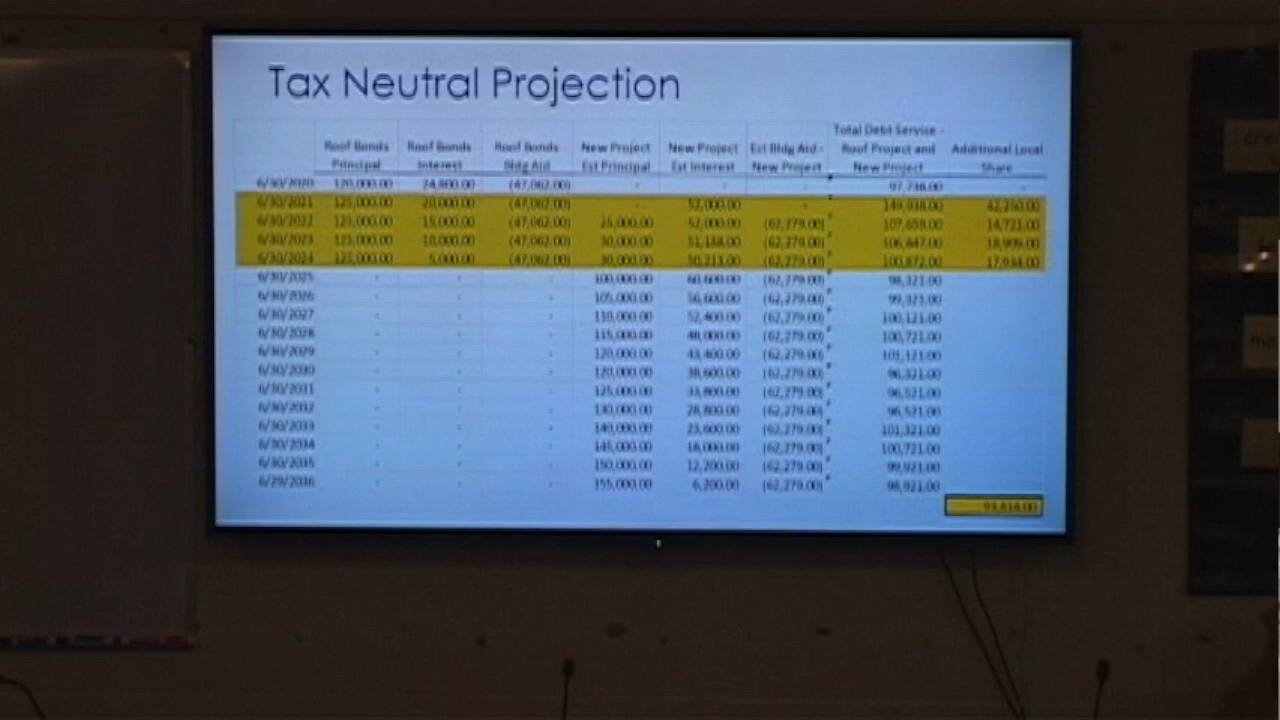 Tax Neutral Projection
Total Debt Service -
Roof Bonds Roof Bonds Roof Bonds New Project New Project Est Bldg Aid - Roof Project and Additional Local
Principal Interest Bldg Aid Est Principal Est Interest New Project New Project Share
6/30/2020 120,000.00 24,800.00 (47,062.00) - - - 97,738.00 -
6/30/2021 125,000.00 20,000.00 (47,062.00) - 52,000.00 - 149,938.00 42,250.00
6/30/2022 125,000.00 15,000.00 (47,062.00) 25,000.00 52,000.00 (62,279.00) 107,659.00 14,721.00
6/30/2023 125,000.00 10,000.00 (47,062.00) 30,000.00 51,188.00 (62,279.00) 106,847.00 18,909.00
6/30/2024 125,000.00 5,000.00 (47,062.00) 30,000.00 50,213.00 (62,279.00) 100,872.00 17,934.00
6/30/2025 - - - 100,000.00 60,600.00 (62,279.00) 98,321.00
6/30/2026 - - - 105,000.00 56,600.00 (62,279.00) 99,321.00
6/30/2027 - - - 110,000.00 52,400.00 (62,279.00) 100,121.00
6/30/2028 - - - 115,000.00 48,000.00 (62,279.00) 100,721.00
6/30/2029 - - - 120,000.00 43,400.00 (62,279.00) 101,121.00
6/30/2030 - - - 120,000.00 38,600.00 (62,279.00) 96,321.00
6/30/2031 - - - 125,000.00 33,800.00 (62,279.00) 96,521.00
6/30/2032 - - - 130,000.00 28,800.00 (62,279.00) 96,521.00
6/30/2033 - - - 140,000.00 23,600.00 (62,279.00) 101,321.00
6/30/2034 - - - 145,000.00 18,000.00 (62,279.00) 100,721.00
6/30/2035 - - - 150,000.00 12,200.00 (62,279.00) 99,921.00
6/29/2036 - - - 155,000.00 6,200.00 (62,279.00) 98,921.00
93,814.00